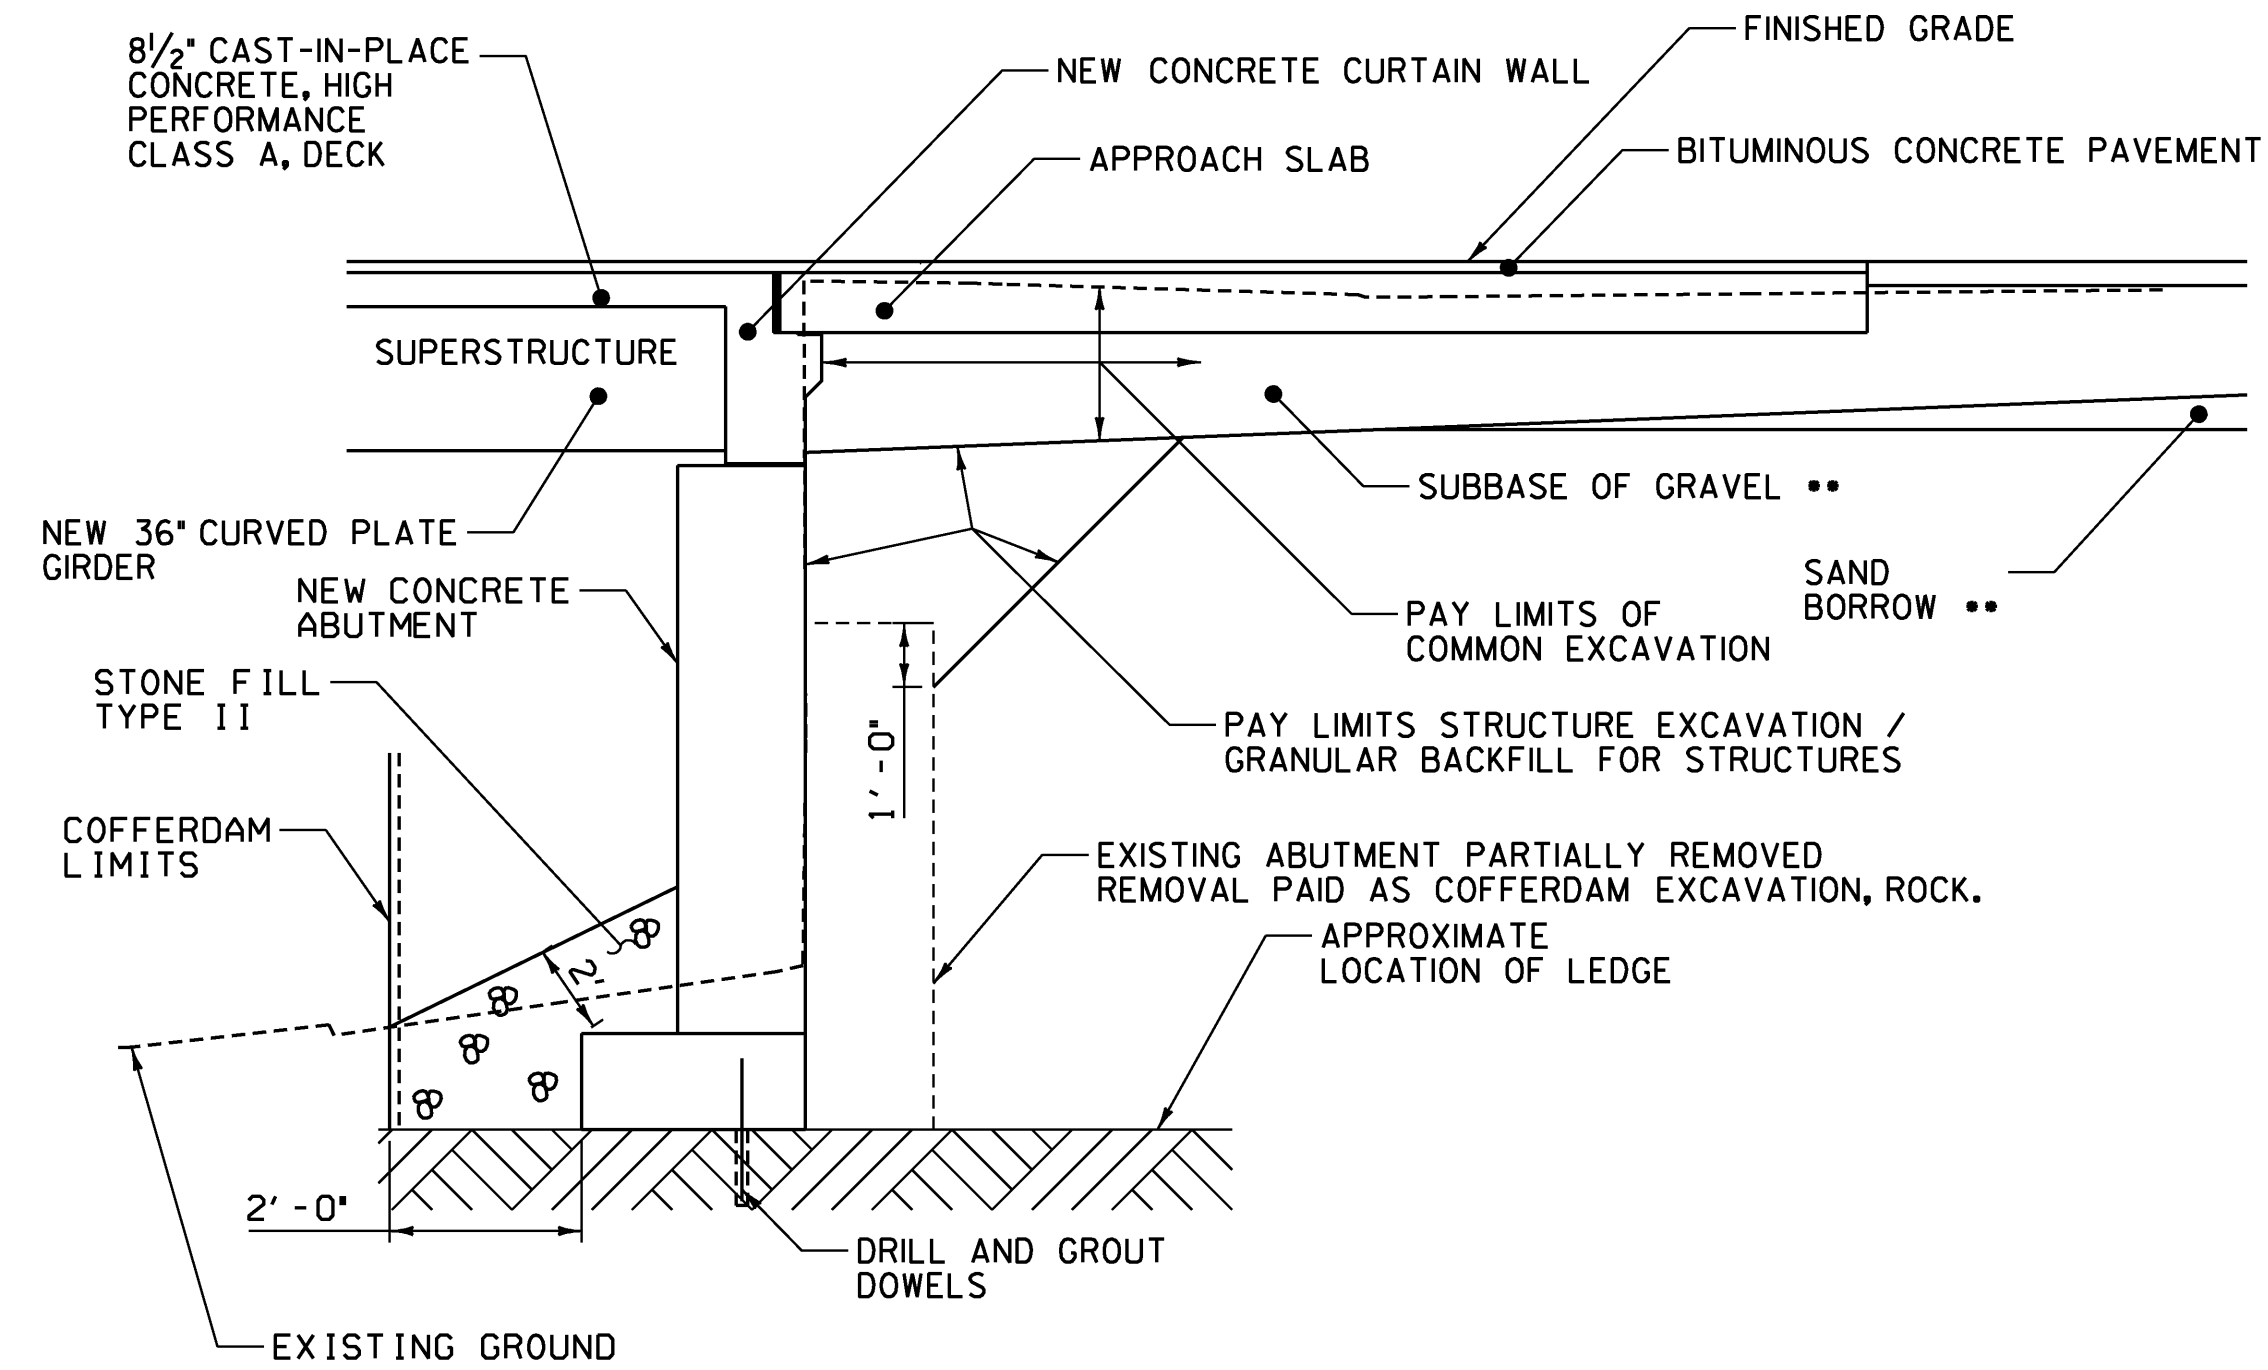 8 1/2" CAST-IN-PLACE
CONCRETE, HIGH
PERFORMANCE
CLASS A, DECK
FINISHED GRADE
NEW CONCRETE CURTAIN WALL
APPROACH SLAB
BITUMINOUS CONCRETE PAVEMENT
SUPERSTRUCTURE
NEW 36" CURVED PLATE
GIRDER
SUBBASE OF GRAVEL **
SAND
BORROW **
NEW CONCRETE
ABUTMENT
PAY LIMITS OF
COMMON EXCAVATION
STONE FILL
TYPE II
PAY LIMITS STRUCTURE EXCAVATION /
GRANULAR BACKFILL FOR STRUCTURES
1'-0"
COFFERDAM
LIMITS
EXISTING ABUTMENT PARTIALLY REMOVED
REMOVAL PAID AS COFFERDAM EXCAVATION, ROCK.
APPROXIMATE
LOCATION OF LEDGE
2'
2'-0"
DRILL AND GROUT
DOWELS
EXISTING GROUND